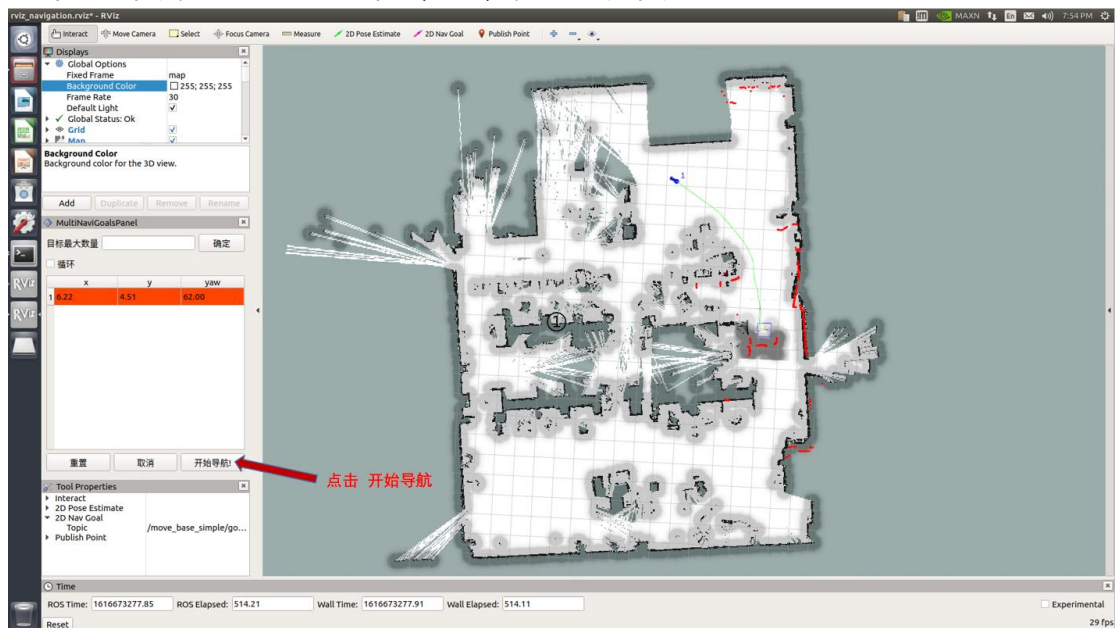 rviz_navigation.rviz* - RViz
MAXN
En
7:54 PM
Interact
Move Camera
Select
Focus Camera
Measure
2D Pose Estimate
2D Nav Goal
Publish Point
Displays
Global Options
Fixed Frame map
Background Color 255; 255; 255
Frame Rate 30
Default Light
Global Status: Ok
Grid
Map
Background Color
Background color for the 3D view.
Add Duplicate Remove Rename
MultiNaviGoalsPanel
目标最大数量 确定
循环
x y yaw
1 6.22 4.51 62.00
重置 取消 开始导航!
点击 开始导航
1
①
Tool Properties
Interact
2D Pose Estimate
2D Nav Goal
Topic /move_base_simple/go...
Publish Point
Time
ROS Time: 1616673277.85 ROS Elapsed: 514.21 Wall Time: 1616673277.91 Wall Elapsed: 514.11 Experimental
Reset 29 fps
RViz
RViz